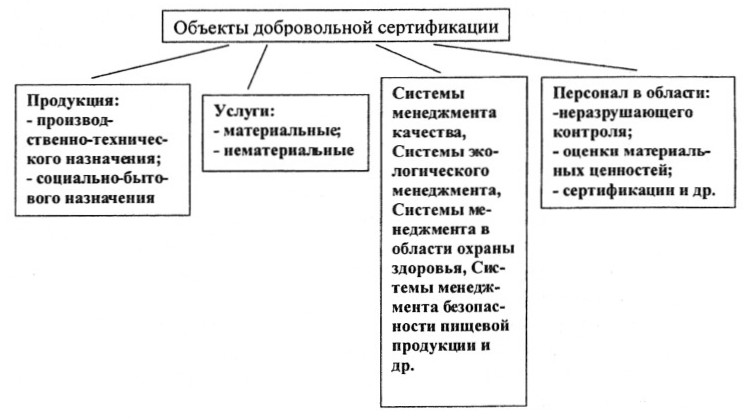 Объекты добровольной сертификации
Продукция:
- производ-
ственно-техничес-
кого назначения;
- социально-быто-
вого назначения
Услуги:
- материальные;
- нематериальные
Системы
менеджмента
качества,
Системы эко-
логического
менеджмента,
Системы ме-
неджмента в
области охраны
здоровья, Сис-
темы менедж-
мента безопас-
ности пищевой
продукции и
др.
Персонал в области:
-неразрушающего
контроля;
- оценки материаль-
ных ценностей;
- сертификации и др.